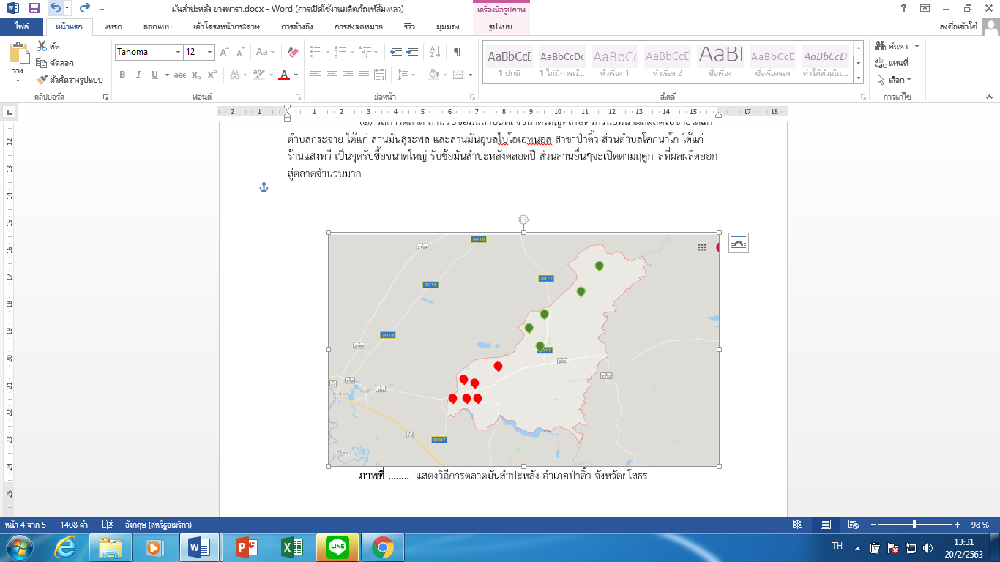 มันสำปะหลัง ยางพารา.docx - Word (การเปิดใช้งานผลิตภัณฑ์ล้มเหลว)
เครื่องมือรูปภาพ
ไฟล์ หน้าแรก แทรก ออกแบบ เค้าโครงหน้ากระดาษ การอ้างอิง การส่งจดหมาย รีวิว มุมมอง รูปแบบ ลงชื่อเข้าใช้
วาง
ตัด
คัดลอก
ตัวคัดวางรูปแบบ
คลิปบอร์ด
Tahoma 12
ฟอนต์
ย่อหน้า
AaBbCcDc AaBbCcDc AaBbCc AaBbCcD AaBl AaBbCcD AaBbCcD
¶ ปกติ ¶ ไม่มีการเว้... หัวเรื่อง 1 หัวเรื่อง 2 ชื่อเรื่อง ชื่อเรื่องรอง ทำให้ตัวเน้น...
สไตล์
ค้นหา
แทนที่
เลือก
การแก้ไข
2 1 1 2 3 4 5 6 7 8 9 10 11 12 13 14 15 17 18
ตำบลกระจาย ได้แก่ ลานมันสุระพล และลานมันอุบลไบโอเอทนอล สาขาป่าติ้ว ส่วนตำบลโคกนาโก ได้แก่
ร้านแสงทวี เป็นจุดรับซื้อขนาดใหญ่ รับซ้อมันสำปะหลังตลอดปี ส่วนลานอื่นๆจะเปิดตามฤดูกาลที่ผลผลิตออก
สู่ตลาดจำนวนมาก
12
13
14
15
16
17
18
19
20
21
22
23
24
25
3018
2169
3017
3018
3018
2169
3017
202
2210
23
292
202
23
2007
ภาพที่ ........ แสดงวิถีการตลาดมันสำปะหลัง อำเภอป่าติ้ว จังหวัดยโสธร
หน้า 4 จาก 5 1408 คำ อังกฤษ (สหรัฐอเมริกา) 98 %
LINE
TH
13:31
20/2/2563